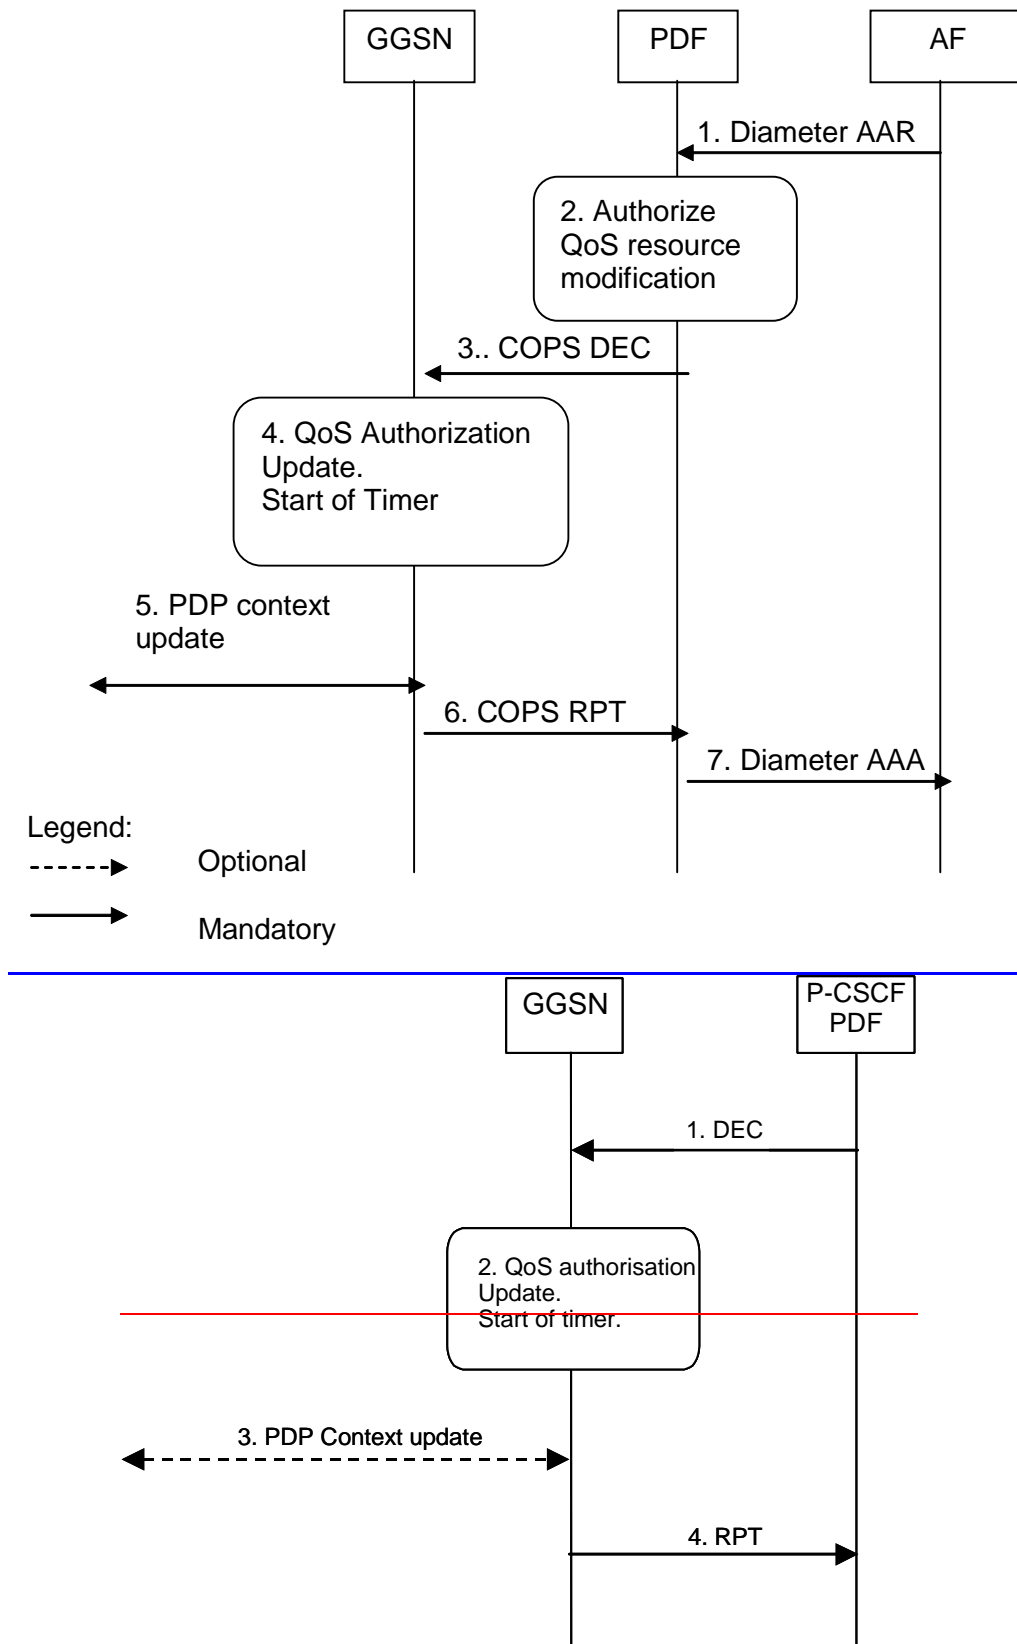 GGSN
PDF
AF
1. Diameter AAR
2. Authorize
QoS resource
modification
3.. COPS DEC
4. QoS Authorization
Update.
Start of Timer
5. PDP context
update
6. COPS RPT
7. Diameter AAA
Legend:
Optional
Mandatory
GGSN
P-CSCF
PDF
1. DEC
2. QoS authorisation
Update.
Start of timer.
3. PDP Context update
4. RPT